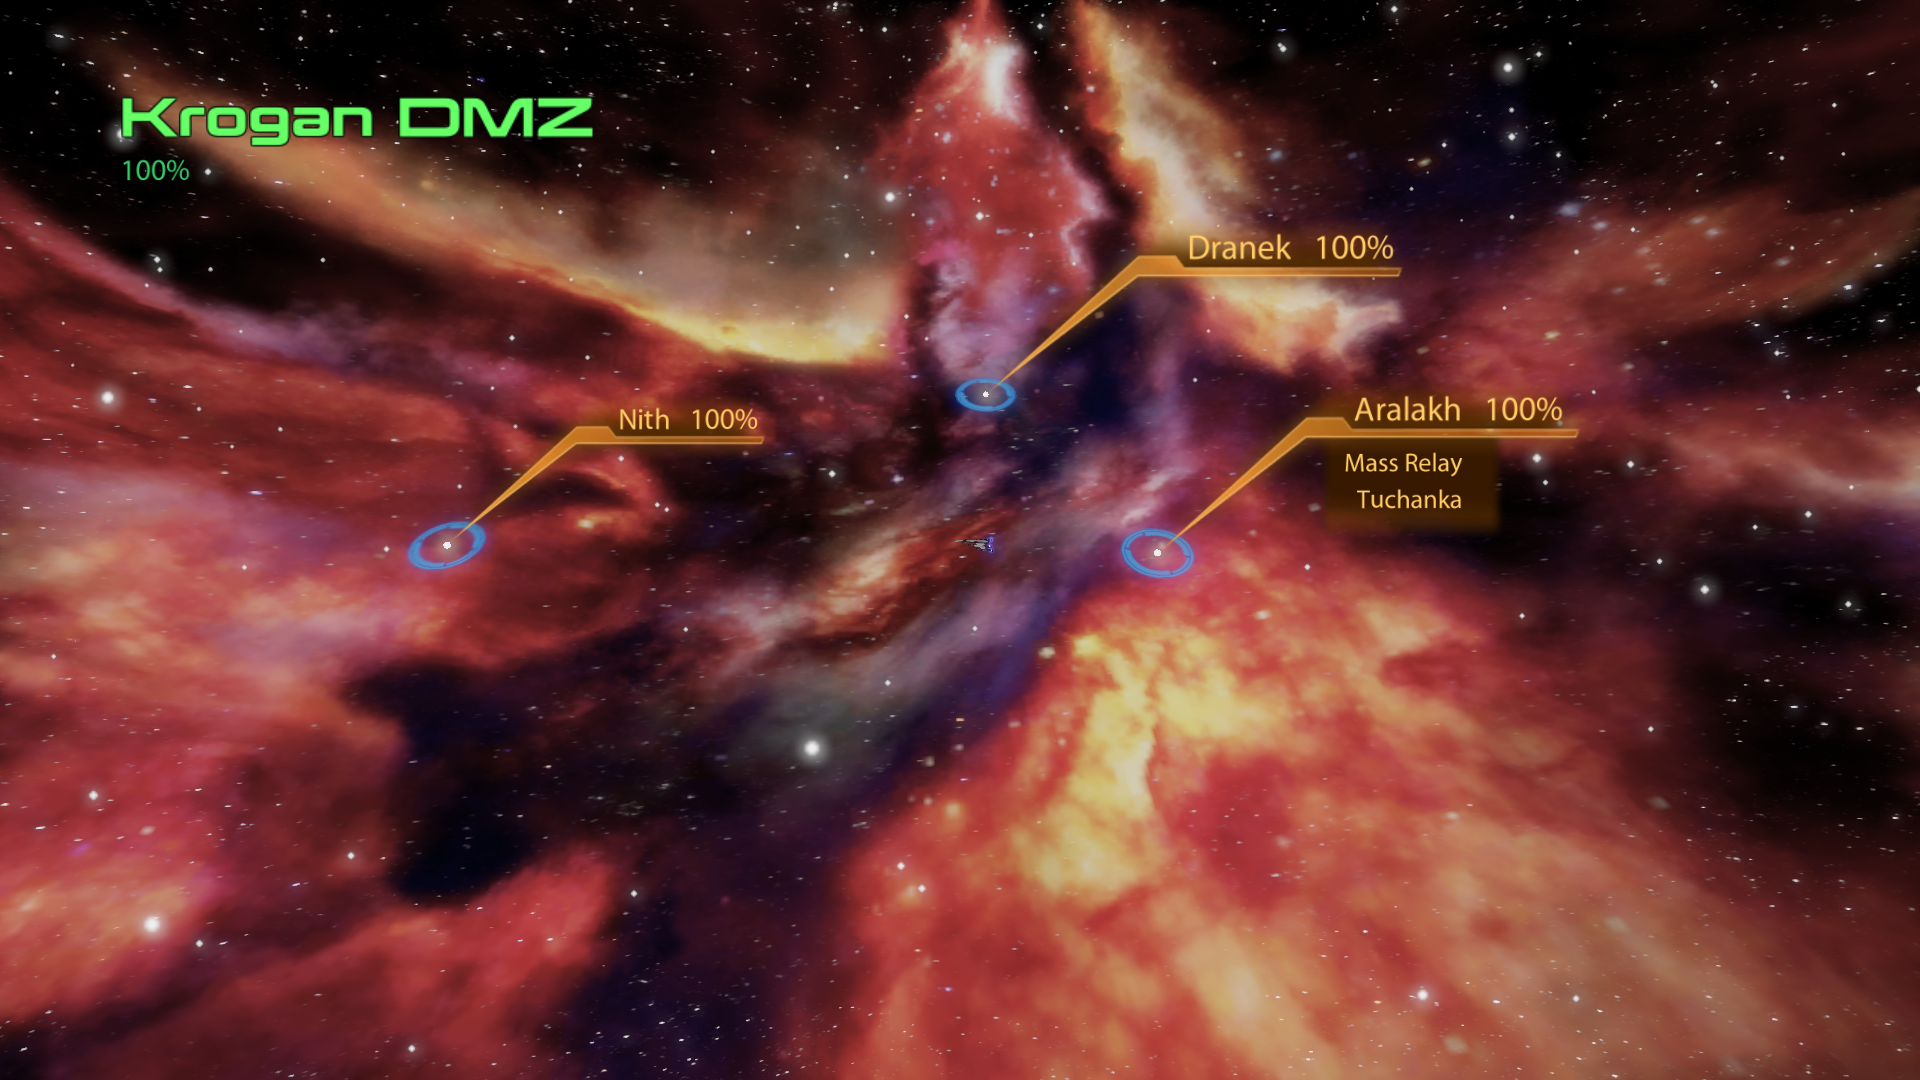 Krogan DMZ
100%
Dranek 100%
Nith 100%
Aralakh 100%
Mass Relay
Tuchanka